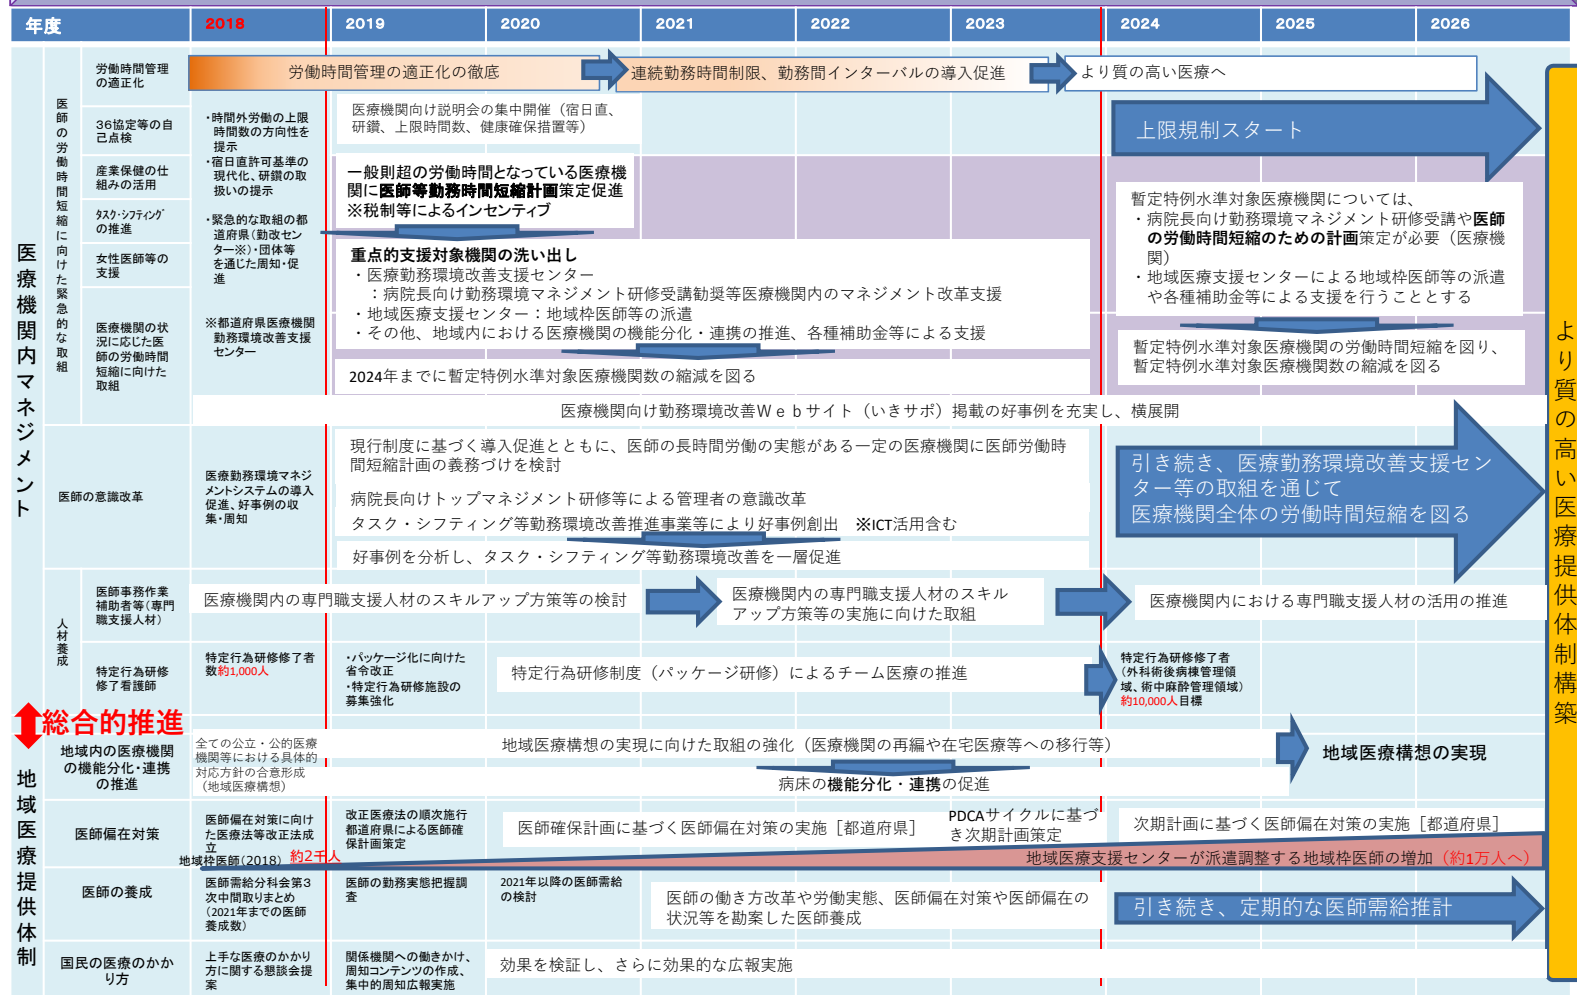 年度
2018
2019
2020
2021
2022
2023
2024
2025
2026
医療機関内マネジメント
医師の労働時間短縮に向けた緊急的な取組
労働時間管理
の適正化
労働時間管理の適正化の徹底
連続勤務時間制限、勤務間インターバルの導入促進
より質の高い医療へ
36協定等の自
己点検
産業保健の仕
組みの活用
タスク・シフティング
の推進
女性医師等の
支援
医療機関の状
況に応じた医
師の労働時間
短縮に向けた
取組
・時間外労働の上限
時間数の方向性を
提示
・宿日直許可基準の
現代化、研鑽の取
扱いの提示
・緊急的な取組の都
道府県(勤改セン
ター※)・団体等
を通じた周知・促
進
※都道府県医療機関
勤務環境改善支援
センター
医療機関向け説明会の集中開催（宿日直、
研鑽、上限時間数、健康確保措置等）
一般則超の労働時間となっている医療機
関に医師等勤務時間短縮計画策定促進
※税制等によるインセンティブ
重点的支援対象機関の洗い出し
・医療勤務環境改善支援センター
：病院長向け勤務環境マネジメント研修受講勧奨等医療機関内のマネジメント改革支援
・地域医療支援センター：地域枠医師等の派遣
・その他、地域内における医療機関の機能分化・連携の推進、各種補助金等による支援
2024年までに暫定特例水準対象医療機関数の縮減を図る
上限規制スタート
暫定特例水準対象医療機関については、
・病院長向け勤務環境マネジメント研修受講や医師
の労働時間短縮のための計画策定が必要（医療機
関）
・地域医療支援センターによる地域枠医師等の派遣
や各種補助金等による支援を行うこととする
暫定特例水準対象医療機関の労働時間短縮を図り、
暫定特例水準対象医療機関数の縮減を図る
医療機関向け勤務環境改善Ｗｅｂサイト（いきサポ）掲載の好事例を充実し、横展開
医師の意識改革
医療勤務環境マネジ
メントシステムの導入
促進、好事例の収
集・周知
現行制度に基づく導入促進とともに、医師の長時間労働の実態がある一定の医療機関に医師労働時
間短縮計画の義務づけを検討
病院長向けトップマネジメント研修等による管理者の意識改革
タスク・シフティング等勤務環境改善推進事業等により好事例創出　※ICT活用含む
好事例を分析し、タスク・シフティング等勤務環境改善を一層促進
引き続き、医療勤務環境改善支援セン
ター等の取組を通じて
医療機関全体の労働時間短縮を図る
人材養成
医師事務作業
補助者等(専門
職支援人材)
医療機関内の専門職支援人材のスキルアップ方策等の検討
医療機関内の専門職支援人材のスキル
アップ方策等の実施に向けた取組
医療機関内における専門職支援人材の活用の推進
特定行為研修
修了看護師
特定行為研修修了者
数約1,000人
・パッケージ化に向けた
省令改正
・特定行為研修施設の
募集強化
特定行為研修制度（パッケージ研修）によるチーム医療の推進
特定行為研修修了者
(外科術後病棟管理領
域、術中麻酔管理領域)
約10,000人目標
総合的推進
地域医療提供体制
地域内の医療機関
の機能分化・連携
の推進
全ての公立・公的医療
機関等における具体的
対応方針の合意形成
（地域医療構想）
地域医療構想の実現に向けた取組の強化（医療機関の再編や在宅医療等への移行等）
病床の機能分化・連携の促進
地域医療構想の実現
医師偏在対策
医師偏在対策に向け
た医療法等改正法成
立
地域枠医師(2018)　約2千人
改正医療法の順次施行
都道府県による医師確
保計画策定
医師確保計画に基づく医師偏在対策の実施［都道府県］
PDCAサイクルに基づ
き次期計画策定
次期計画に基づく医師偏在対策の実施［都道府県］
地域医療支援センターが派遣調整する地域枠医師の増加（約1万人へ）
医師の養成
医師需給分科会第3
次中間取りまとめ
(2021年までの医師
養成数)
医師の勤務実態把握調
査
2021年以降の医師需給
の検討
医師の働き方改革や労働実態、医師偏在対策や医師偏在の
状況等を勘案した医師養成
引き続き、定期的な医師需給推計
国民の医療のかか
り方
上手な医療のかかり
方に関する懇談会提
案
関係機関への働きかけ、
周知コンテンツの作成、
集中的周知広報実施
効果を検証し、さらに効果的な広報実施
より質の高い医療提供体制構築